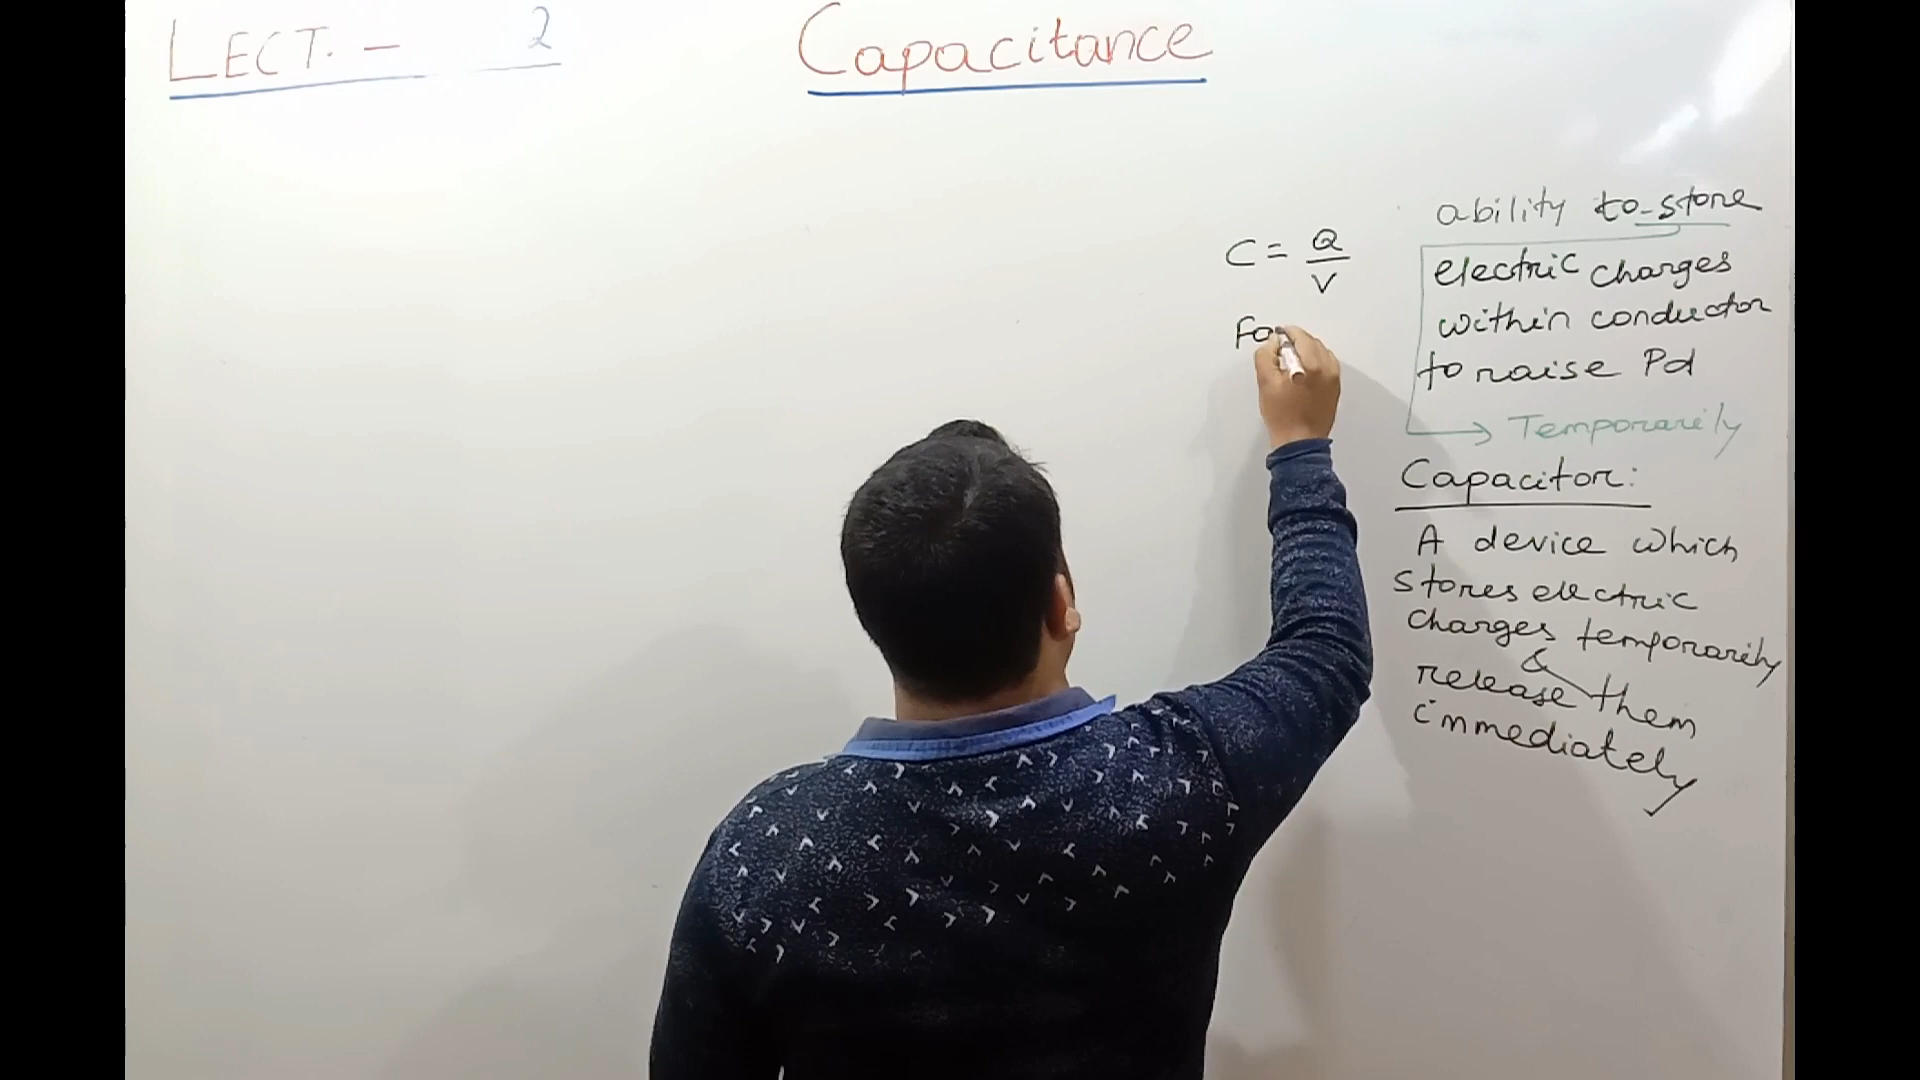 LECT. - 2
Capacitance
C = Q/V
Fa
ability to store
electric charges
within conductor
to raise Pd
→ Temporarily
Capacitor:
A device which
stores electric
charges temporarily
&
release them
immediately